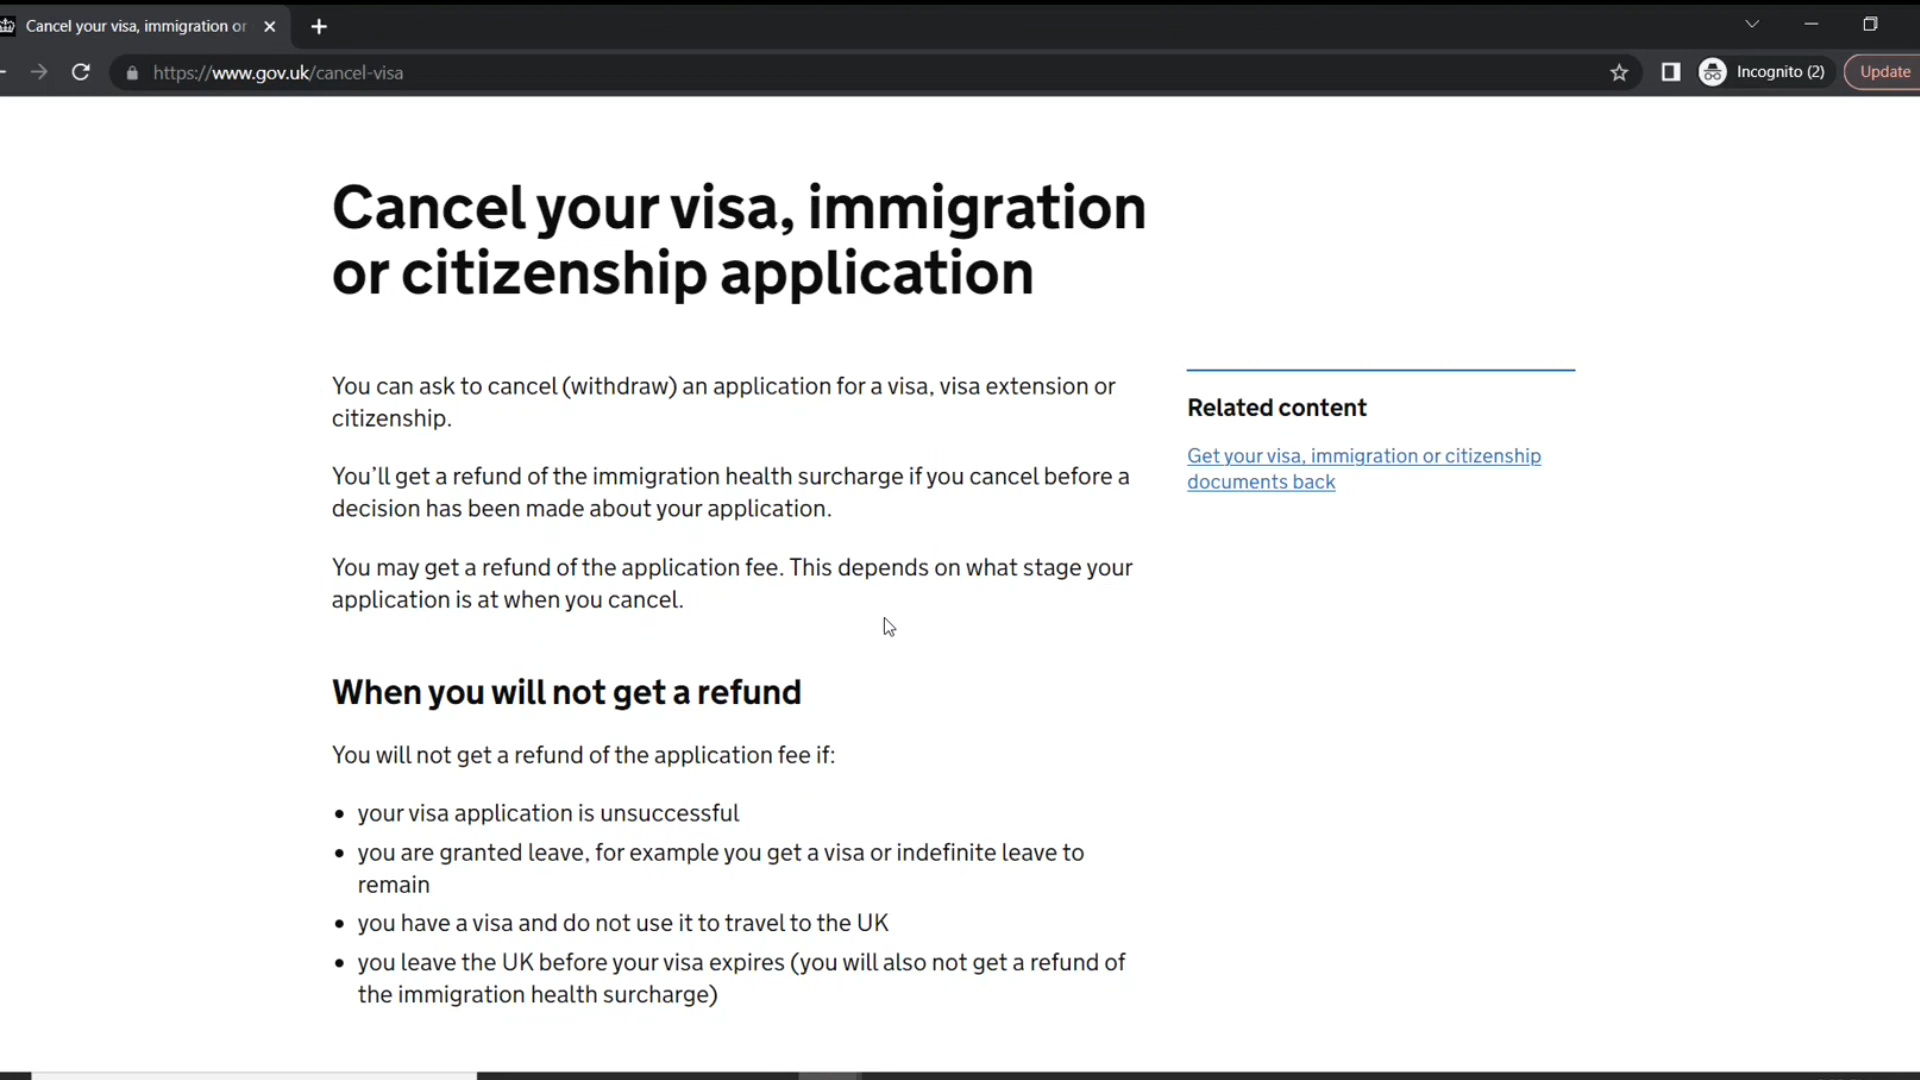 Cancel your visa, immigration or
https://www.gov.uk/cancel-visa
Incognito (2)
Update
Cancel your visa, immigration
or citizenship application
You can ask to cancel (withdraw) an application for a visa, visa extension or
citizenship.
You’ll get a refund of the immigration health surcharge if you cancel before a
decision has been made about your application.
You may get a refund of the application fee. This depends on what stage your
application is at when you cancel.
Related content
Get your visa, immigration or citizenship
documents back
When you will not get a refund
You will not get a refund of the application fee if:
• your visa application is unsuccessful
• you are granted leave, for example you get a visa or indefinite leave to
remain
• you have a visa and do not use it to travel to the UK
• you leave the UK before your visa expires (you will also not get a refund of
the immigration health surcharge)